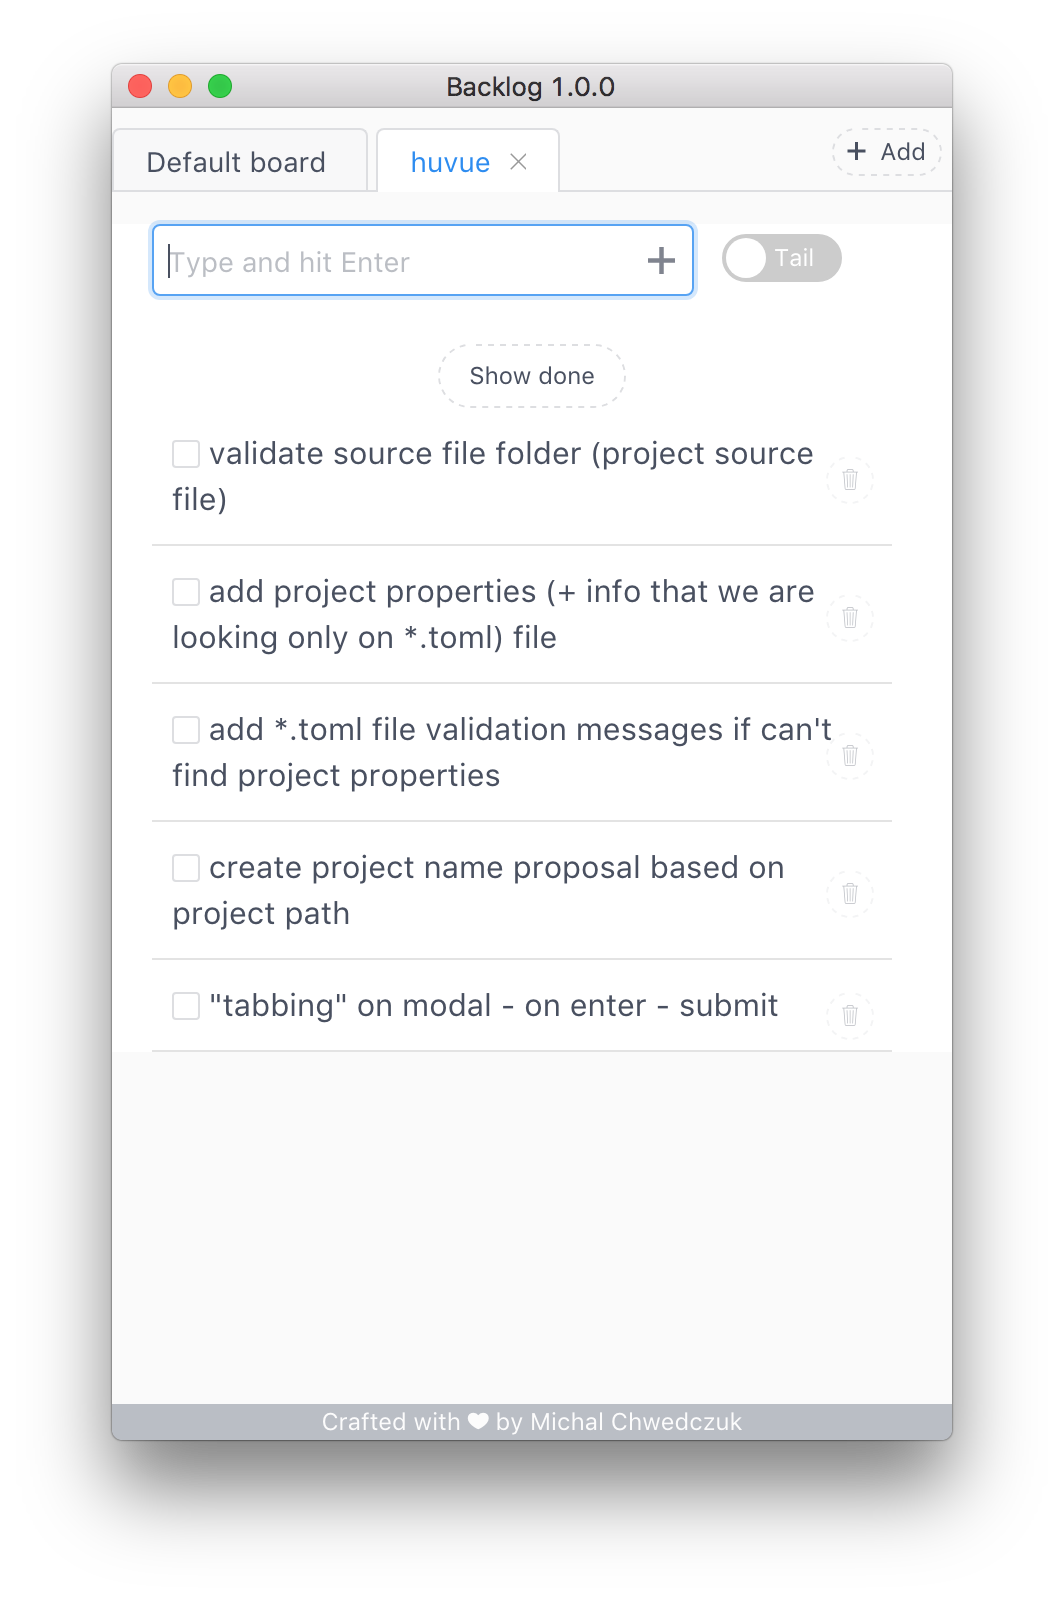 Backlog 1.0.0
Default board
huvue
+ Add
Type and hit Enter
Tail
Show done
validate source file folder (project source
file)
add project properties (+ info that we are
looking only on *.toml) file
add *.toml file validation messages if can't
find project properties
create project name proposal based on
project path
"tabbing" on modal - on enter - submit
Crafted with ♥ by Michal Chwedczuk